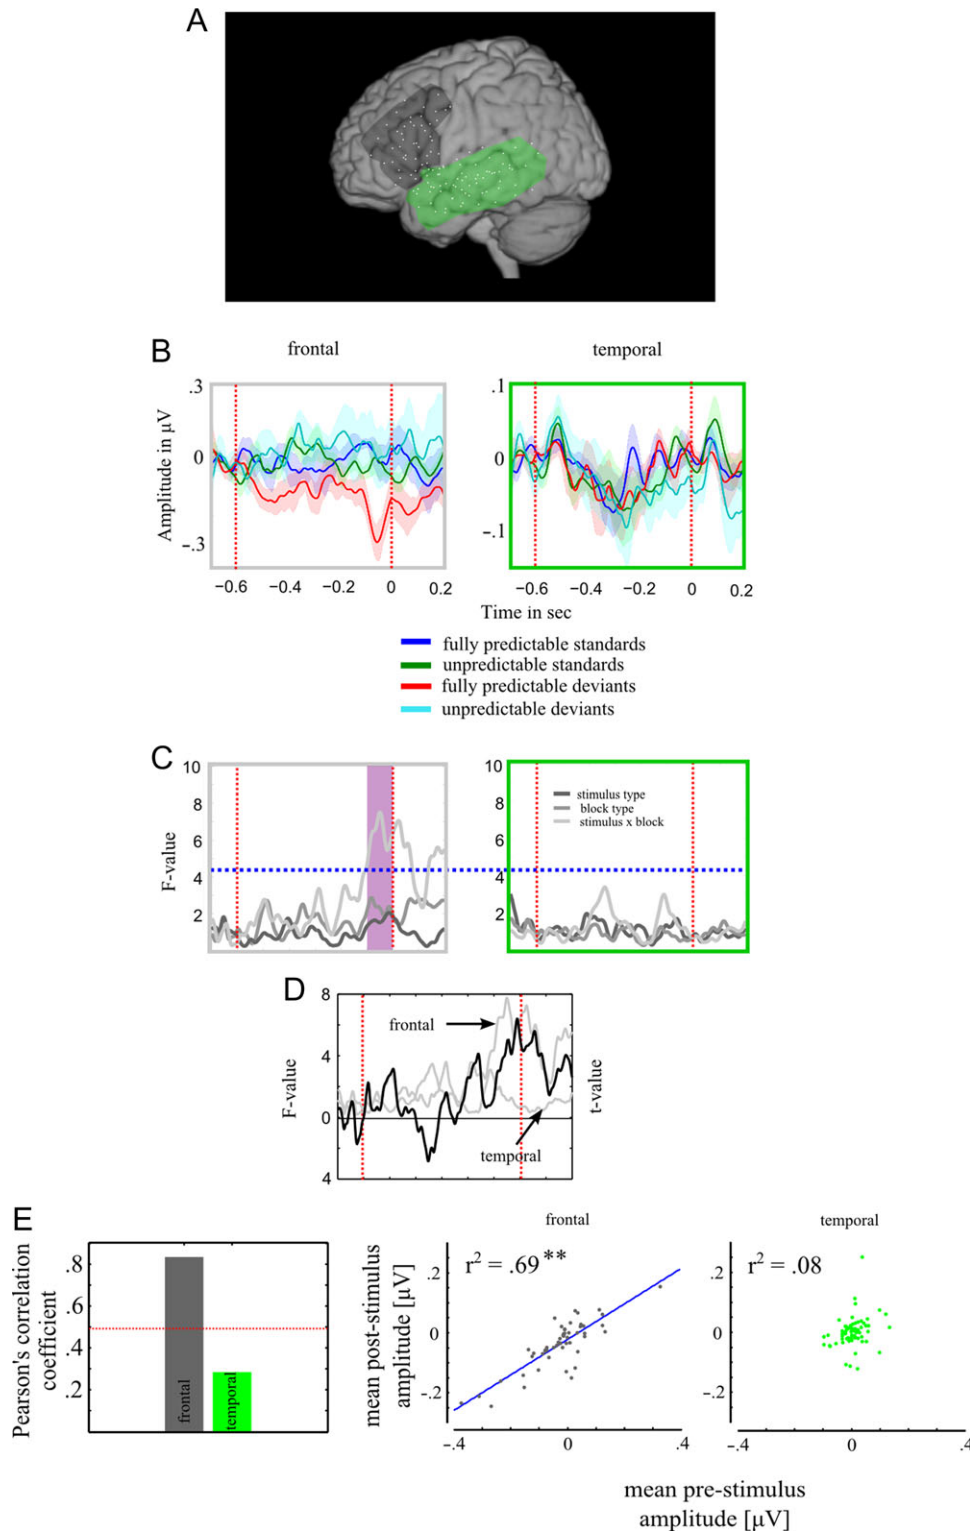 A
B
frontal
temporal
Amplitude in µV
.3
0
-.3
.1
0
-.1
−0.6 −0.4 −0.2 0 0.2
−0.6 −0.4 −0.2 0 0.2
Time in sec
fully predictable standards
unpredictable standards
fully predictable deviants
unpredictable deviants
C
F-value
10
8
6
4
2
10
8
6
4
2
stimulus type
block type
stimulus x block
D
F-value
8
4
0
4
frontal
temporal
t-value
E
Pearson's correlation
coefficient
.8
.6
.4
.2
frontal
temporal
frontal
mean post-stimulus
amplitude [µV]
r² = .69**
.2
0
-.2
-.4 0 .4
temporal
r² = .08
.2
0
-.2
-.4 0 .4
mean pre-stimulus
amplitude [µV]